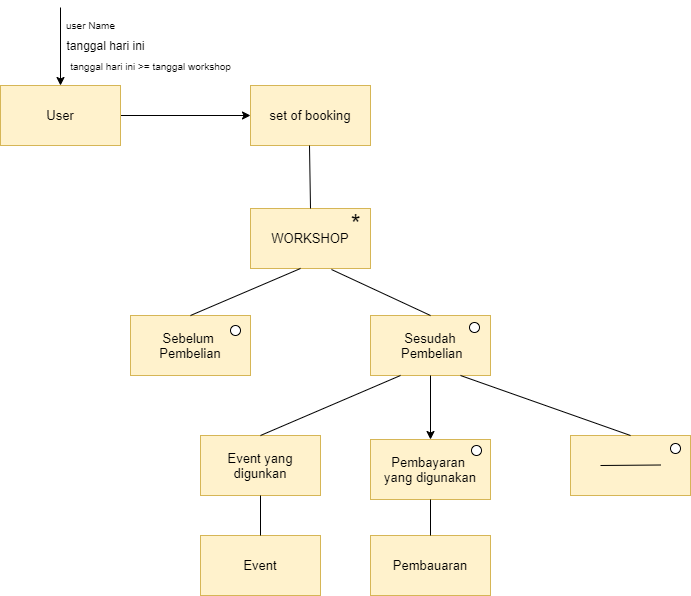 user Name
tanggal hari ini
tanggal hari ini >= tanggal workshop
User
set of booking
*
WORKSHOP
Sebelum
Pembelian
Sesudah
Pembelian
Event yang
digunkan
Pembayaran
yang digunakan
Event
Pembauaran